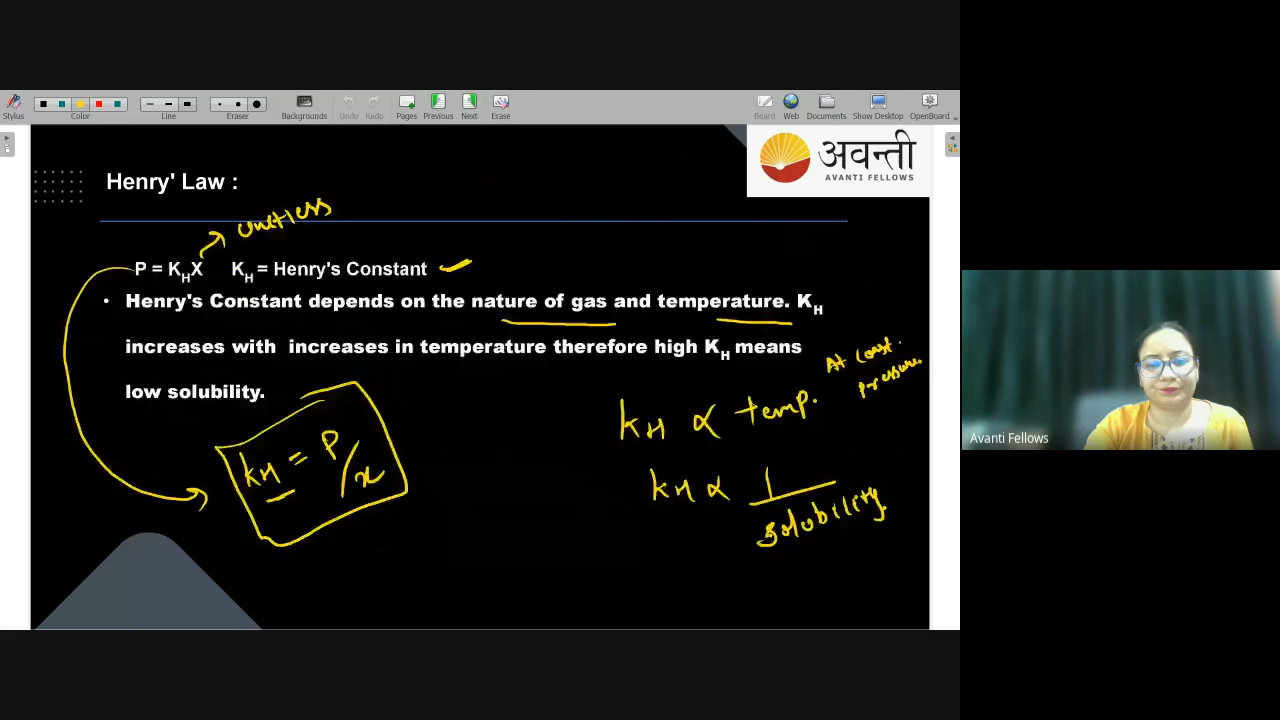 Stylus
Color
Line
Eraser
Backgrounds
Undo
Redo
Pages
Previous
Next
Erase
Board
Web
Documents
Show Desktop
OpenBoard
अवन्ती
AVANTI FELLOWS
Henry' Law :
unitless
P = KHX KH = Henry's Constant
• Henry's Constant depends on the nature of gas and temperature. KH
increases with increases in temperature therefore high KH means
low solubility.
At const.
pressure.
kH ∝ temp.
kH = P/x
kH ∝ 1/solubility
Avanti Fellows